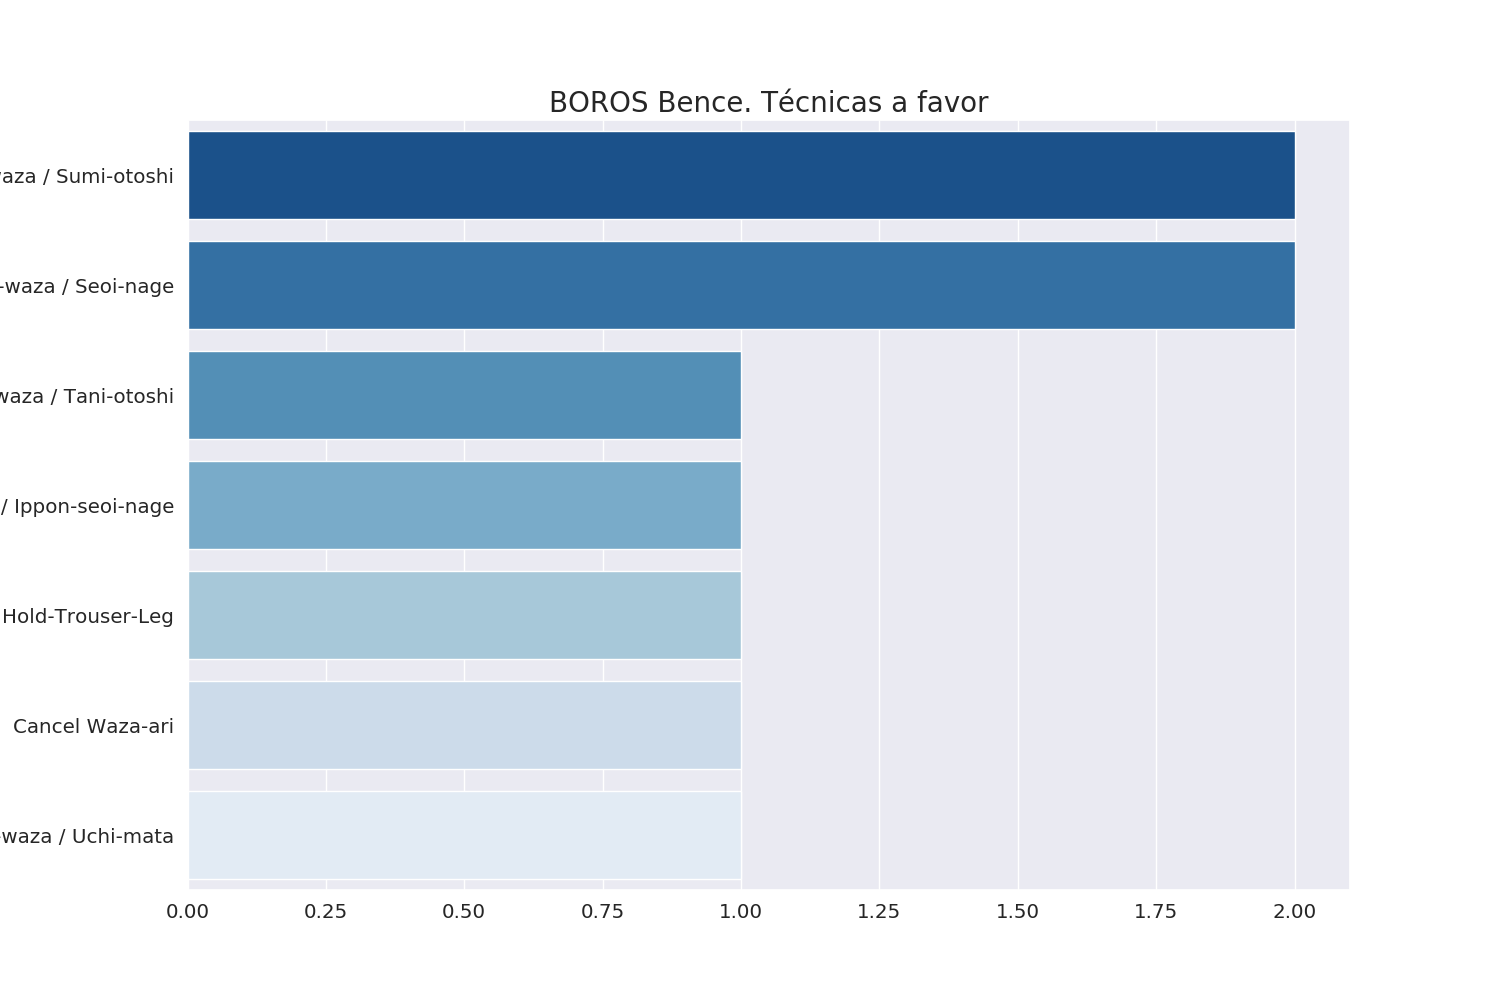 BOROS Bence. Técnicas a favor
waza / Sumi-otoshi
-waza / Seoi-nage
waza / Tani-otoshi
/ Ippon-seoi-nage
Hold-Trouser-Leg
Cancel Waza-ari
-waza / Uchi-mata
0.00 0.25 0.50 0.75 1.00 1.25 1.50 1.75 2.00